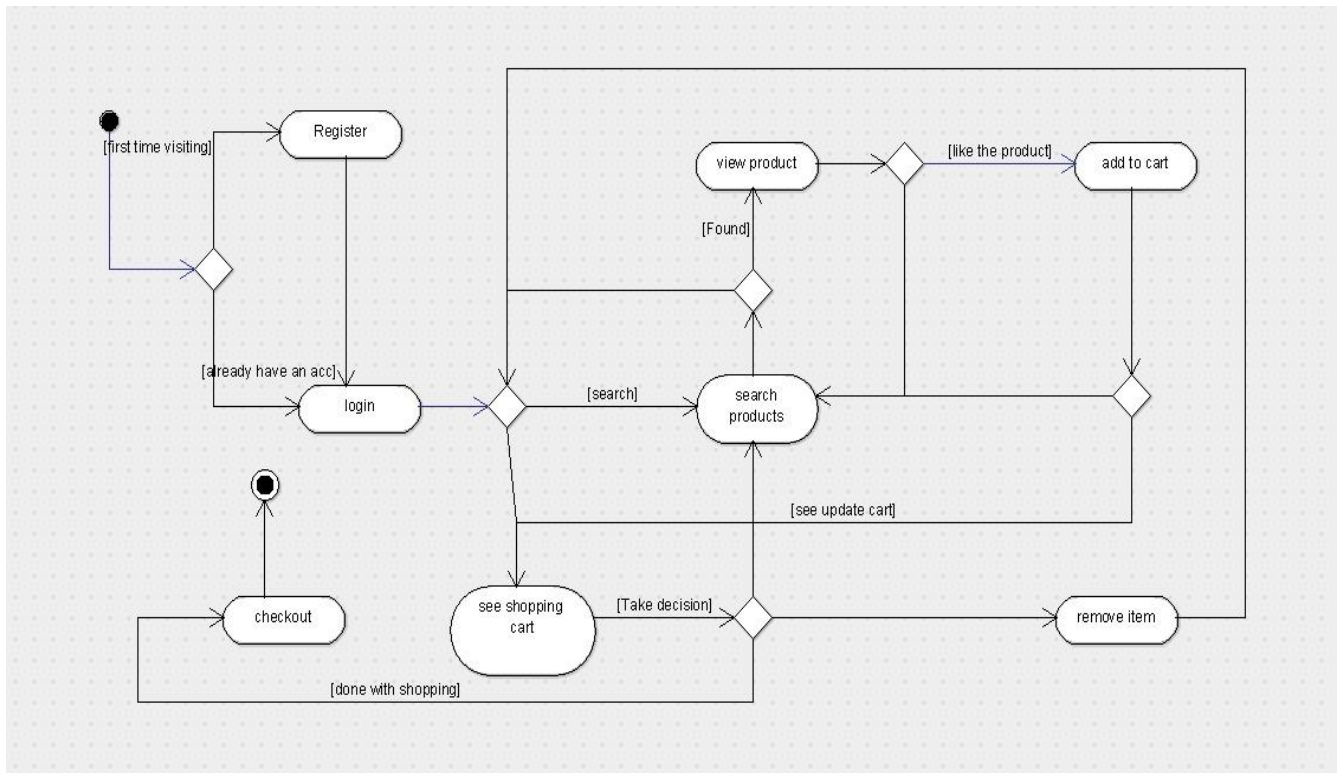 [first time visiting]
Register
view product
[like the product]
add to cart
[Found]
[already have an acc]
login
[search]
search
products
[see update cart]
see shopping
cart
[Take decision]
remove item
checkout
[done with shopping]